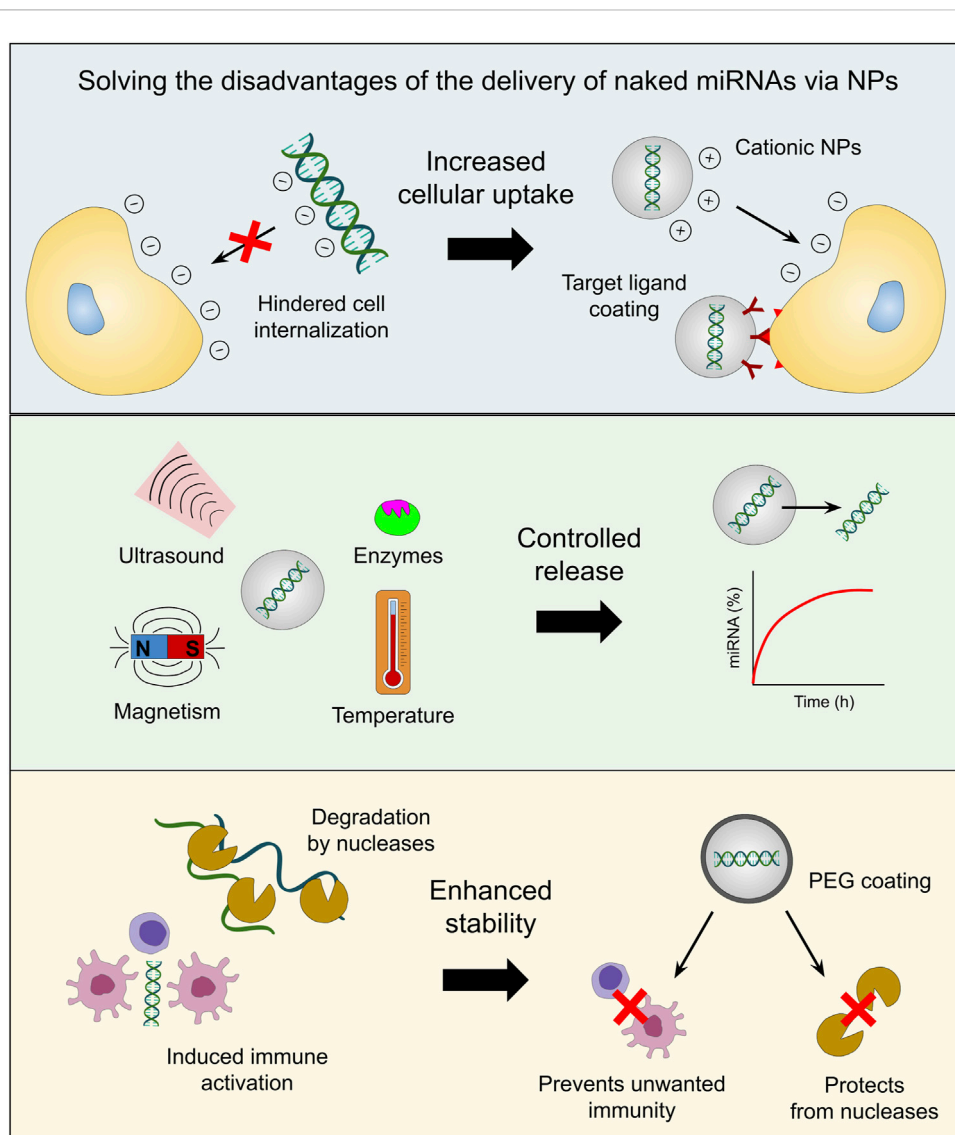 Solving the disadvantages of the delivery of naked miRNAs via NPs
Increased
cellular uptake
Cationic NPs
Hindered cell
internalization
Target ligand
coating
Ultrasound
Enzymes
Controlled
release
N S
Magnetism
Temperature
miRNA (%)
Time (h)
Degradation
by nucleases
Enhanced
stability
PEG coating
Induced immune
activation
Prevents unwanted
immunity
Protects
from nucleases